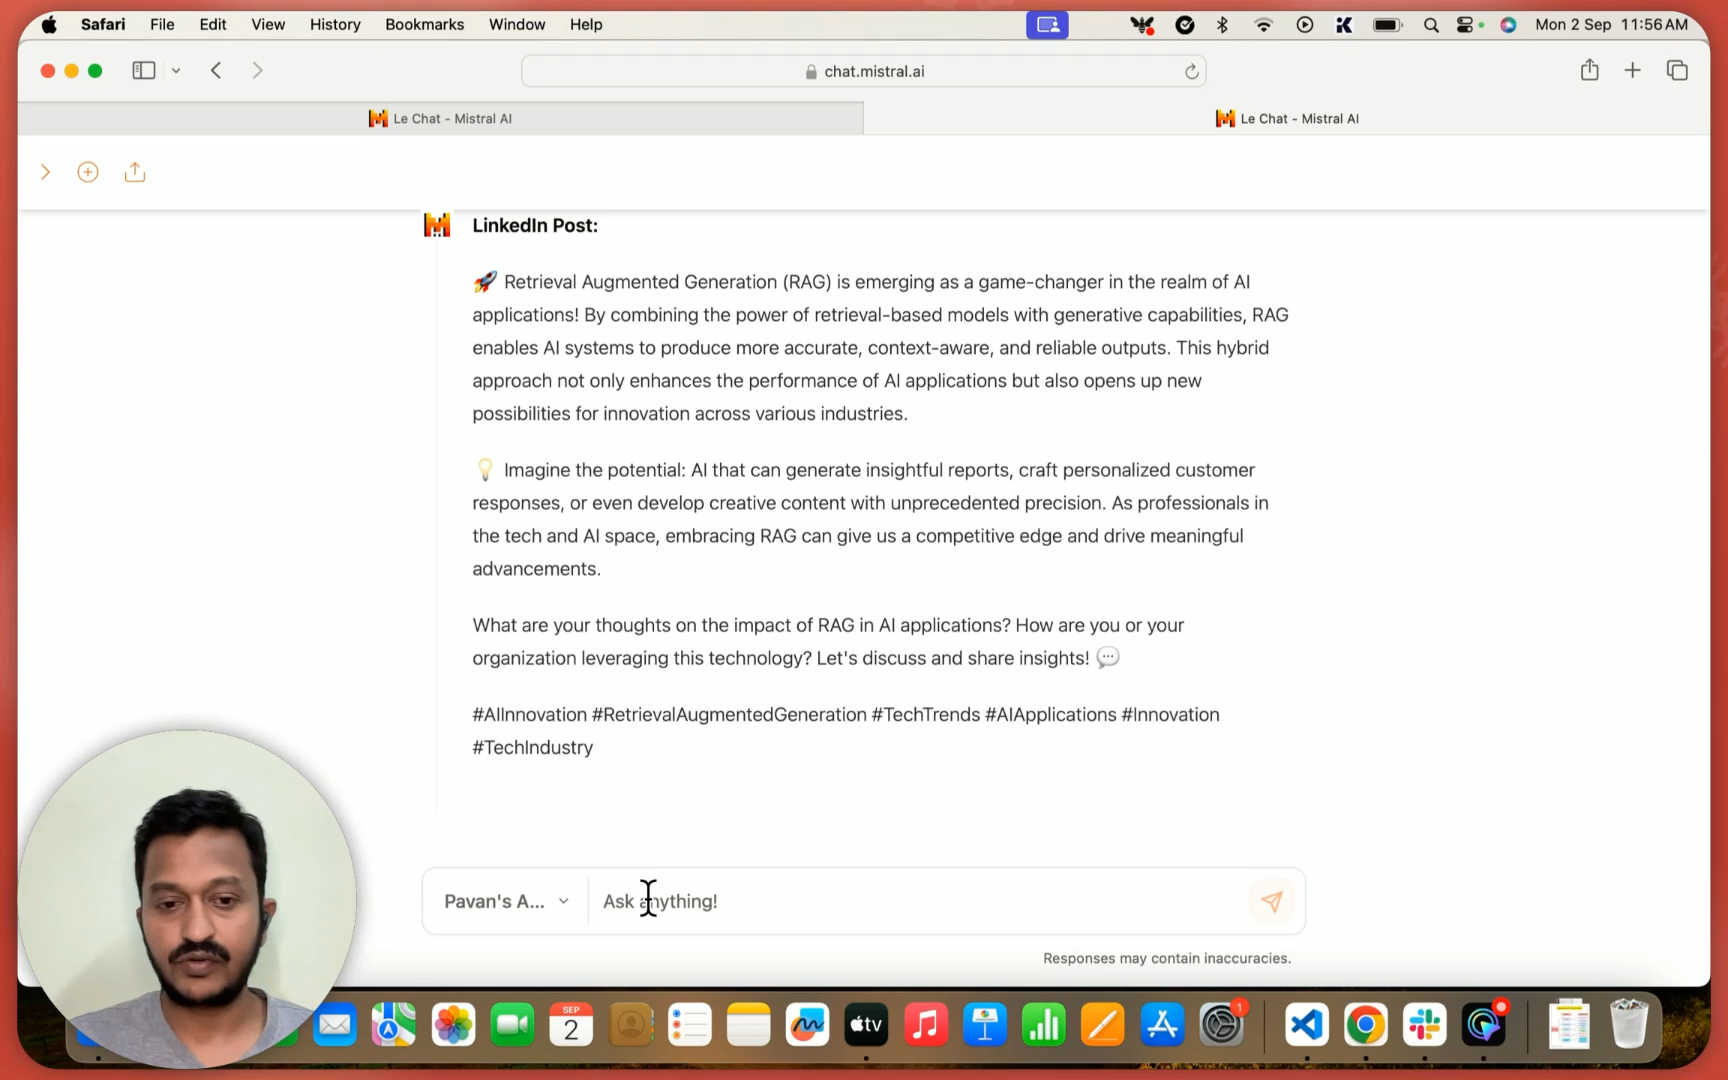 Safari File Edit View History Bookmarks Window Help Mon 2 Sep 11:56 AM
chat.mistral.ai
Le Chat - Mistral AI Le Chat - Mistral AI
LinkedIn Post:
🚀 Retrieval Augmented Generation (RAG) is emerging as a game-changer in the realm of AI
applications! By combining the power of retrieval-based models with generative capabilities, RAG
enables AI systems to produce more accurate, context-aware, and reliable outputs. This hybrid
approach not only enhances the performance of AI applications but also opens up new
possibilities for innovation across various industries.
💡 Imagine the potential: AI that can generate insightful reports, craft personalized customer
responses, or even develop creative content with unprecedented precision. As professionals in
the tech and AI space, embracing RAG can give us a competitive edge and drive meaningful
advancements.
What are your thoughts on the impact of RAG in AI applications? How are you or your
organization leveraging this technology? Let's discuss and share insights! 💬
#AIInnovation #RetrievalAugmentedGeneration #TechTrends #AIApplications #Innovation
#TechIndustry
Pavan's A... Ask anything!
Responses may contain inaccuracies.
SEP
2
tv
1